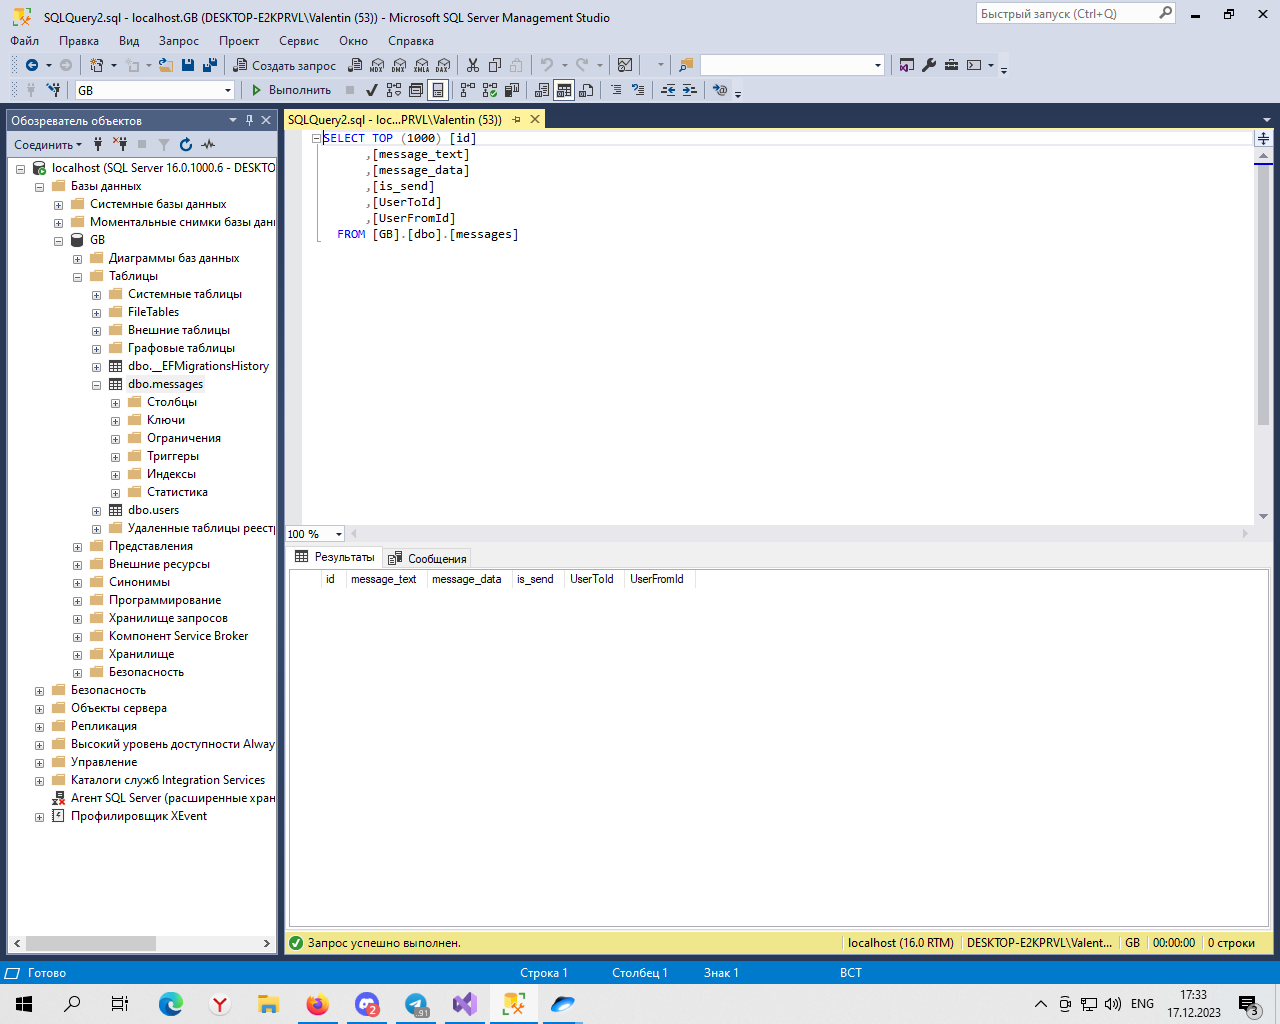 SQLQuery2.sql - localhost.GB (DESKTOP-E2KPRVL\Valentin (53)) - Microsoft SQL Server Management Studio
Быстрый запуск (Ctrl+Q)
Файл Правка Вид Запрос Проект Сервис Окно Справка
Создать запрос MDX DMX XMLA DAX
GB Выполнить
Обозреватель объектов
SQLQuery2.sql - loc...PRVL\Valentin (53))
Соединить
localhost (SQL Server 16.0.1000.6 - DESKTO
Базы данных
Системные базы данных
Моментальные снимки базы дан
GB
Диаграммы баз данных
Таблицы
Системные таблицы
FileTables
Внешние таблицы
Графовые таблицы
dbo.__EFMigrationsHistory
dbo.messages
Столбцы
Ключи
Ограничения
Триггеры
Индексы
Статистика
dbo.users
Удаленные таблицы реест
Представления
Внешние ресурсы
Синонимы
Программирование
Хранилище запросов
Компонент Service Broker
Хранилище
Безопасность
Безопасность
Объекты сервера
Репликация
Высокий уровень доступности Alway
Управление
Каталоги служб Integration Services
Агент SQL Server (расширенные хран
Профилировщик XEvent
SELECT TOP (1000) [id]
,[message_text]
,[message_data]
,[is_send]
,[UserToId]
,[UserFromId]
FROM [GB].[dbo].[messages]
100 %
Результаты Сообщения
id message_text message_data is_send UserToId UserFromId
Запрос успешно выполнен. localhost (16.0 RTM) DESKTOP-E2KPRVL\Valent... GB 00:00:00 0 строки
Готово Строка 1 Столбец 1 Знак 1 ВСТ
2 ..91 ENG 17:33
17.12.2023 3